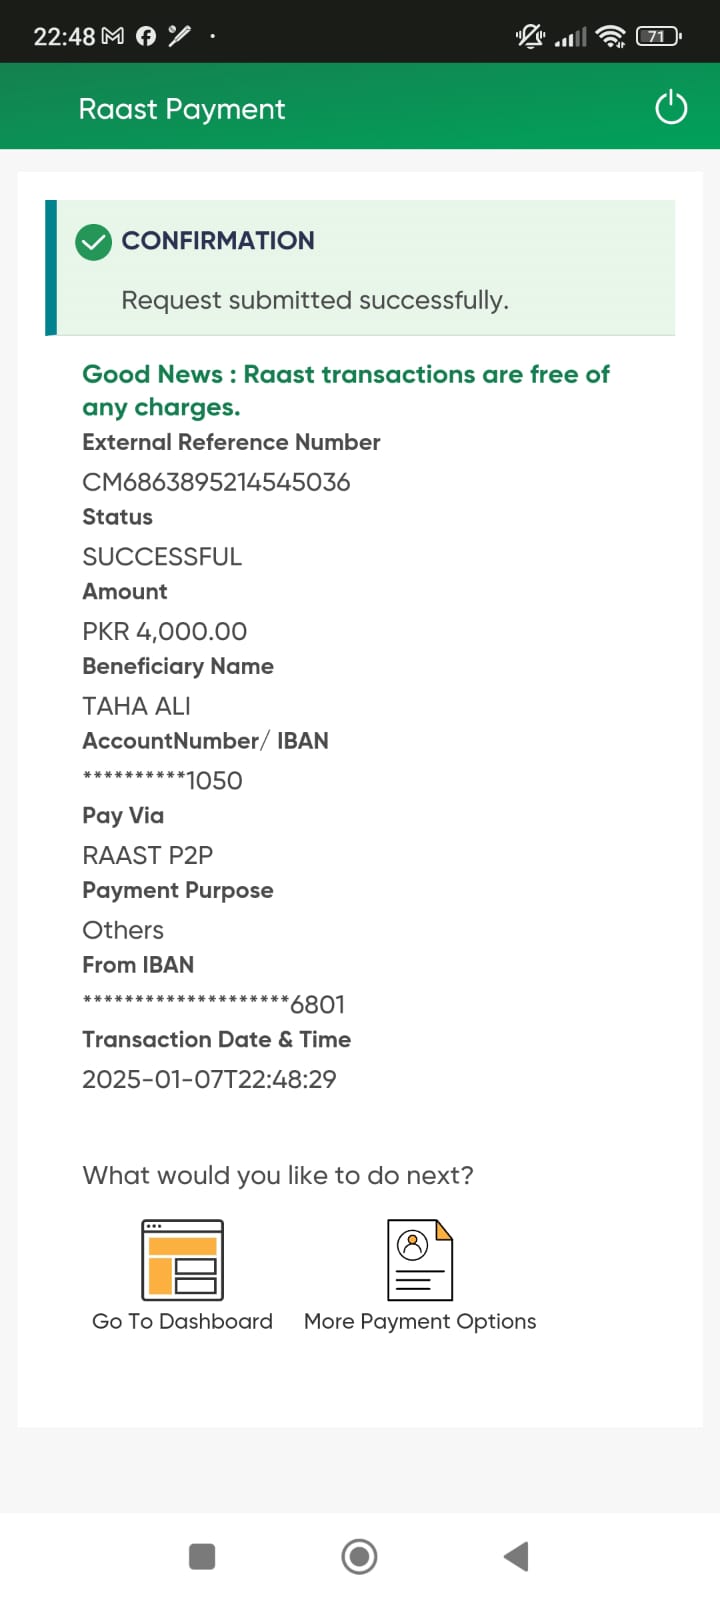 22:48
71
Raast Payment
CONFIRMATION
Request submitted successfully.
Good News : Raast transactions are free of
any charges.
External Reference Number
CM6863895214545036
Status
SUCCESSFUL
Amount
PKR 4,000.00
Beneficiary Name
TAHA ALI
AccountNumber/ IBAN
**********1050
Pay Via
RAAST P2P
Payment Purpose
Others
From IBAN
********************6801
Transaction Date & Time
2025-01-07T22:48:29
What would you like to do next?
Go To Dashboard
More Payment Options